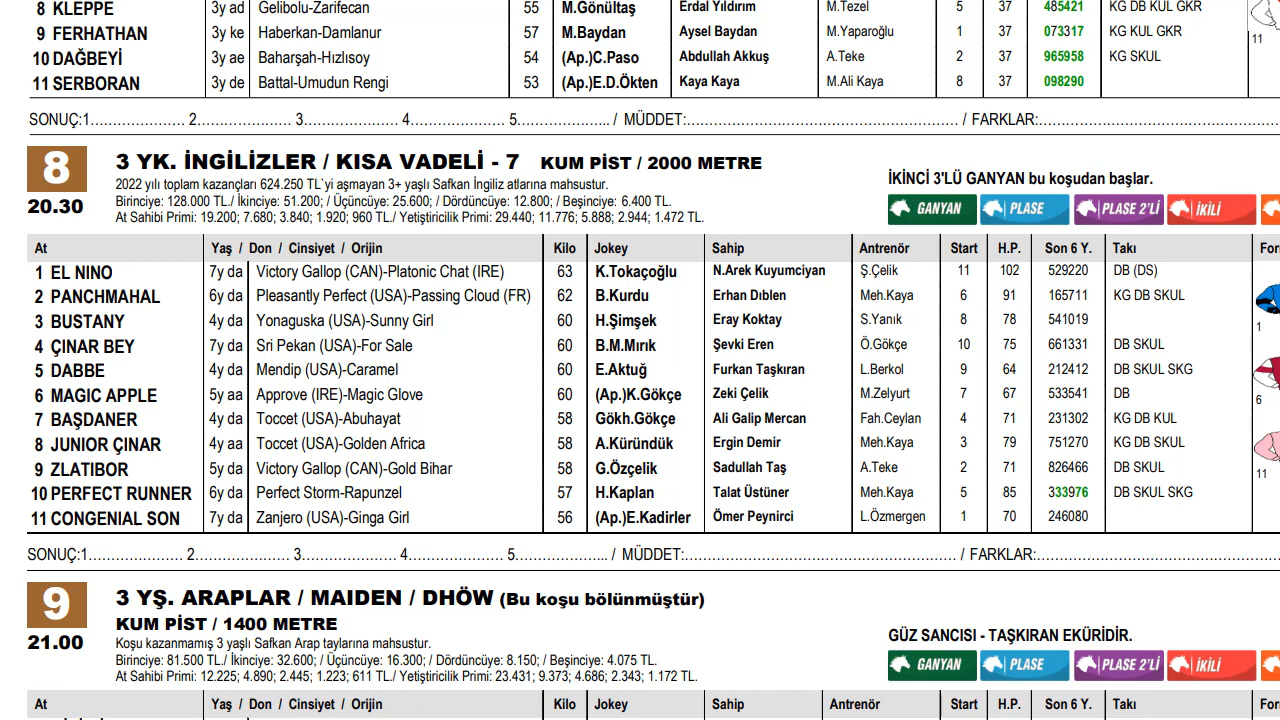 8 KLEPPE 3y ad Gelibolu-Zarifecan 55 M.Gönültaş Erdal Yıldırım M.Tezel 5 37 485421 KG DB KUL GKR
9 FERHATHAN 3y ke Haberkan-Damlanur 57 M.Baydan Aysel Baydan M.Yaparoğlu 1 37 073317 KG KUL GKR
11
10 DAĞBEYİ 3y ae Baharşah-Hızlısoy 54 (Ap.)C.Paso Abdullah Akkuş A.Teke 2 37 965958 KG SKUL
11 SERBORAN 3y de Battal-Umudun Rengi 53 (Ap.)E.D.Ökten Kaya Kaya M.Ali Kaya 8 37 098290
SONUÇ:1................... 2................... 3................... 4................... 5................... / MÜDDET:....................................................... / FARKLAR:.................................................
8 3 YK. İNGİLİZLER / KISA VADELİ - 7 KUM PİST / 2000 METRE
20.30
2022 yılı toplam kazançları 624.250 TL`yi aşmayan 3+ yaşlı Safkan İngiliz atlarına mahsustur.
Birinciye: 128.000 TL./ İkinciye: 51.200; / Üçüncüye: 25.600; / Dördüncüye: 12.800; / Beşinciye: 6.400 TL.
At Sahibi Primi: 19.200; 7.680; 3.840; 1.920; 960 TL./ Yetiştiricilik Primi: 29.440; 11.776; 5.888; 2.944; 1.472 TL.
İKİNCİ 3'LÜ GANYAN bu koşudan başlar.
GANYAN PLASE PLASE 2'Lİ İKİLİ
At Yaş / Don / Cinsiyet / Orijin Kilo Jokey Sahip Antrenör Start H.P. Son 6 Y. Takı For
1 EL NINO 7y da Victory Gallop (CAN)-Platonic Chat (IRE) 63 K.Tokaçoğlu N.Arek Kuyumciyan Ş.Çelik 11 102 529220 DB (DS)
2 PANCHMAHAL 6y da Pleasantly Perfect (USA)-Passing Cloud (FR) 62 B.Kurdu Erhan Dıblen Meh.Kaya 6 91 165711 KG DB SKUL
3 BUSTANY 4y da Yonaguska (USA)-Sunny Girl 60 H.Şimşek Eray Koktay S.Yanık 8 78 541019
1
4 ÇINAR BEY 7y da Sri Pekan (USA)-For Sale 60 B.M.Mırık Şevki Eren Ö.Gökçe 10 75 661331 DB SKUL
5 DABBE 4y da Mendip (USA)-Caramel 60 E.Aktuğ Furkan Taşkıran L.Berkol 9 64 212412 DB SKUL SKG
6 MAGIC APPLE 5y aa Approve (IRE)-Magic Glove 60 (Ap.)K.Gökçe Zeki Çelik M.Zelyurt 7 67 533541 DB
6
7 BAŞDANER 4y da Toccet (USA)-Abuhayat 58 Gökh.Gökçe Ali Galip Mercan Fah.Ceylan 4 71 231302 KG DB KUL
8 JUNIOR ÇINAR 4y aa Toccet (USA)-Golden Africa 58 A.Küründük Ergin Demir Meh.Kaya 3 79 751270 KG DB KUL
9 ZLATIBOR 5y da Victory Gallop (CAN)-Gold Bihar 58 G.Özçelik Sadullah Taş A.Teke 2 71 826466 DB SKUL
11
10 PERFECT RUNNER 6y da Perfect Storm-Rapunzel 57 H.Kaplan Talat Üstüner Meh.Kaya 5 85 333976 DB SKUL SKG
11 CONGENIAL SON 7y da Zanjero (USA)-Ginga Girl 56 (Ap.)E.Kadirler Ömer Peynirci L.Özmergen 1 70 246080
SONUÇ:1................... 2................... 3................... 4................... 5................... / MÜDDET:....................................................... / FARKLAR:.................................................
9 3 YŞ. ARAPLAR / MAIDEN / DHÖW (Bu koşu bölünmüştür)
KUM PİST / 1400 METRE
21.00
Koşu kazanmamış 3 yaşlı Safkan Arap taylarına mahsustur.
Birinciye: 81.500 TL./ İkinciye: 32.600; / Üçüncüye: 16.300; / Dördüncüye: 8.150; / Beşinciye: 4.075 TL.
At Sahibi Primi: 12.225; 4.890; 2.445; 1.223; 611 TL./ Yetiştiricilik Primi: 23.431; 9.373; 4.686; 2.343; 1.172 TL.
GÜZ SANCISI - TAŞKIRAN EKÜRİDİR.
GANYAN PLASE PLASE 2'Lİ İKİLİ
At Yaş / Don / Cinsiyet / Orijin Kilo Jokey Sahip Antrenör Start H.P. Son 6 Y. Takı For